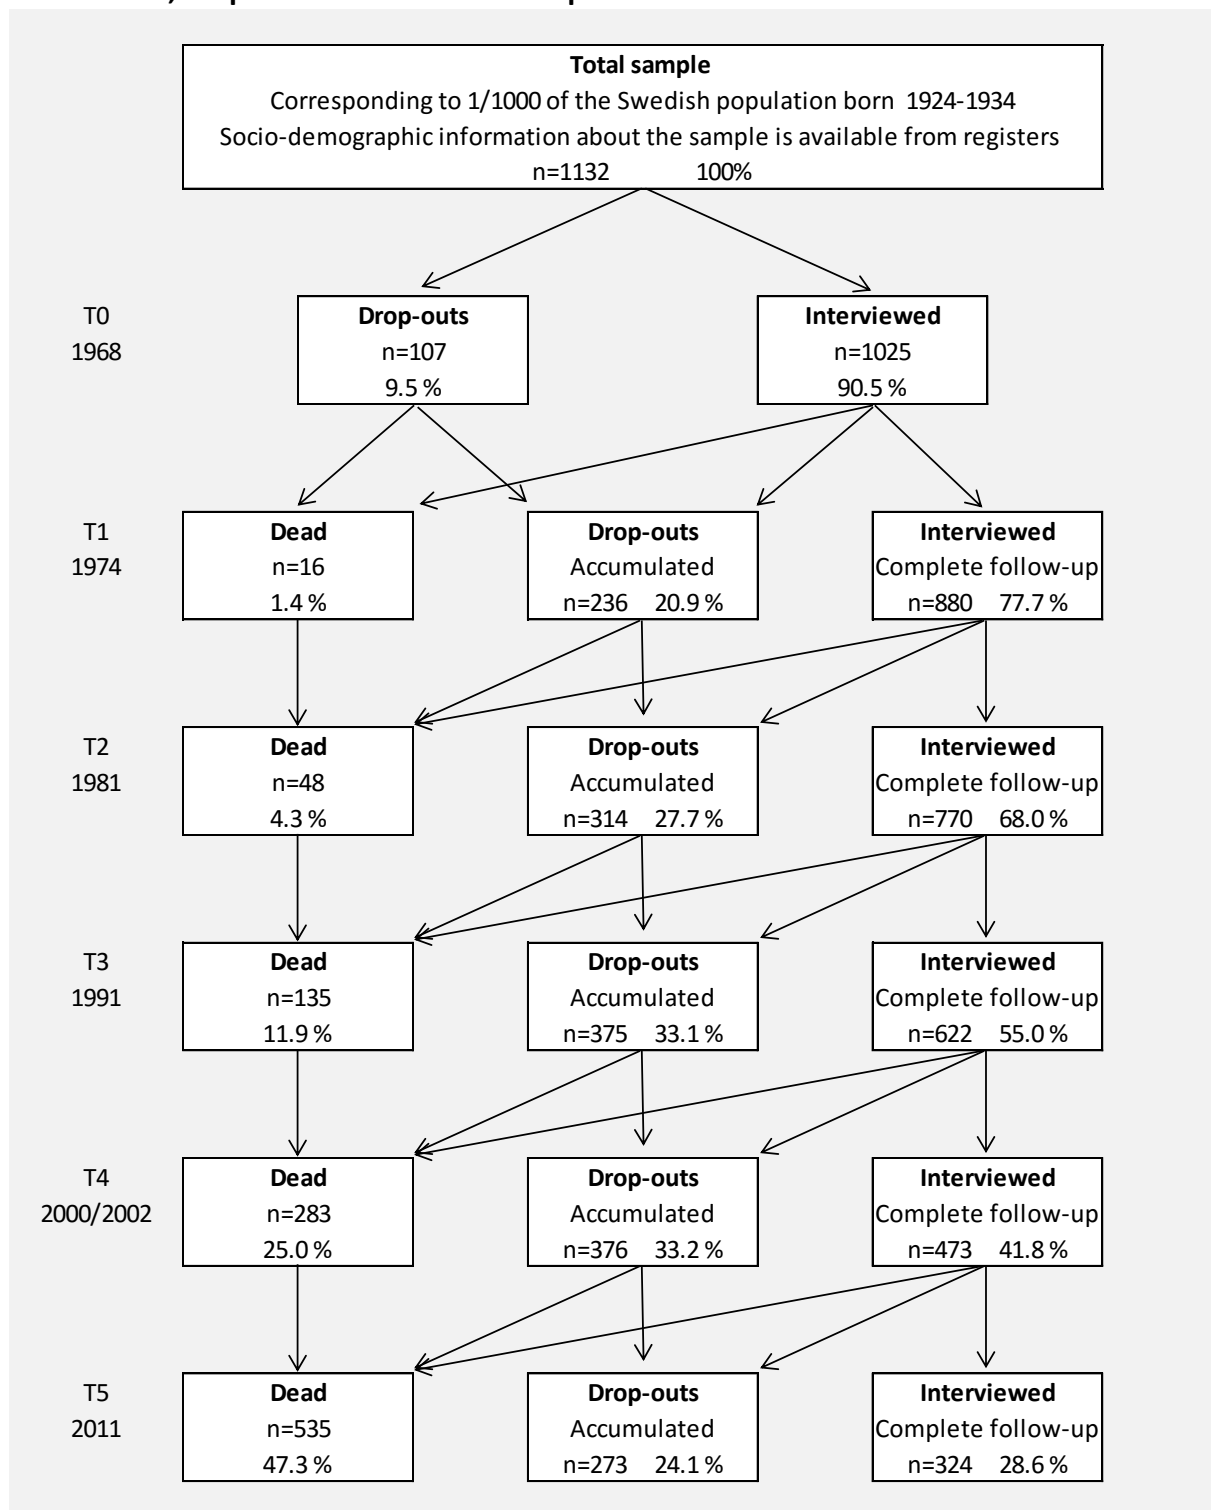 Total sample
Corresponding to 1/1000 of the Swedish population born 1924-1934
Socio-demographic information about the sample is available from registers
n=1132 100%
T0
1968
Drop-outs
n=107
9.5 %
Interviewed
n=1025
90.5 %
T1
1974
Dead
n=16
1.4 %
Drop-outs
Accumulated
n=236 20.9 %
Interviewed
Complete follow-up
n=880 77.7 %
T2
1981
Dead
n=48
4.3 %
Drop-outs
Accumulated
n=314 27.7 %
Interviewed
Complete follow-up
n=770 68.0 %
T3
1991
Dead
n=135
11.9 %
Drop-outs
Accumulated
n=375 33.1 %
Interviewed
Complete follow-up
n=622 55.0 %
T4
2000/2002
Dead
n=283
25.0 %
Drop-outs
Accumulated
n=376 33.2 %
Interviewed
Complete follow-up
n=473 41.8 %
T5
2011
Dead
n=535
47.3 %
Drop-outs
Accumulated
n=273 24.1 %
Interviewed
Complete follow-up
n=324 28.6 %